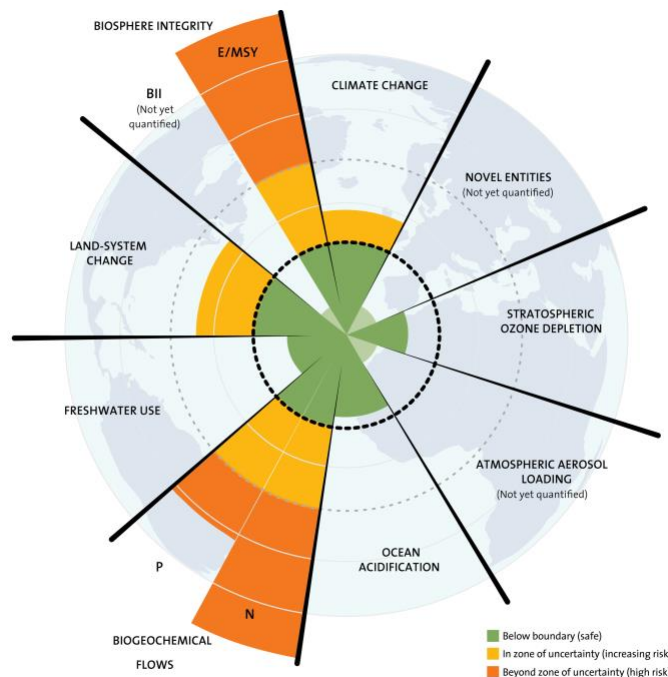 BIOSPHERE INTEGRITY
E/MSY
BII
(Not yet
quantified)
CLIMATE CHANGE
NOVEL ENTITIES
(Not yet quantified)
LAND-SYSTEM
CHANGE
STRATOSPHERIC
OZONE DEPLETION
FRESHWATER USE
ATMOSPHERIC AEROSOL
LOADING
(Not yet quantified)
OCEAN
ACIDIFICATION
P
N
BIOGEOCHEMICAL
FLOWS
Below boundary (safe)
In zone of uncertainty (increasing risk
Beyond zone of uncertainty (high risk